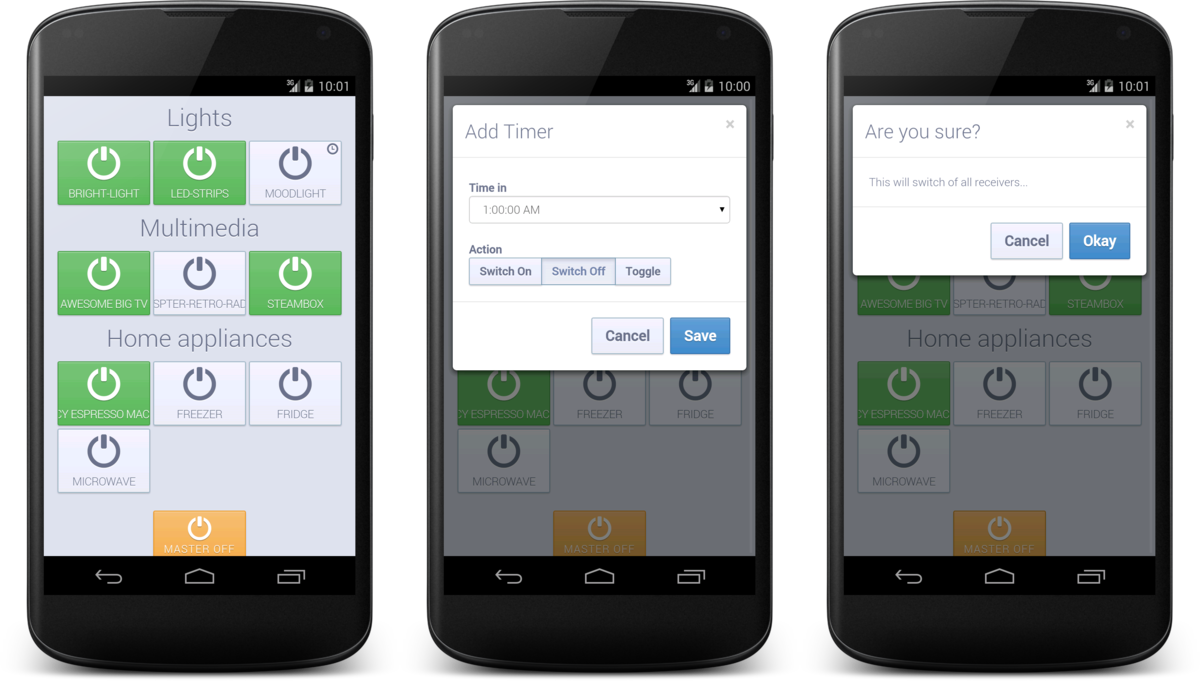 3G 10:01
Lights
BRIGHT-LIGHT LED-STRIPS MOODLIGHT
Multimedia
AWESOME BIG TV SPTER-RETRO-RAD STEAMBOX
Home appliances
CY ESPRESSO MAC FREEZER FRIDGE
MICROWAVE
MASTER OFF
3G 10:00
Add Timer ×
Time in
1:00:00 AM
Action
Switch On Switch Off Toggle
Cancel Save
CY ESPRESSO MAC FREEZER FRIDGE
MICROWAVE
MASTER OFF
3G 10:01
Are you sure? ×
This will switch of all receivers...
Cancel Okay
AWESOME BIG TV SPTER-RETRO-RAD STEAMBOX
Home appliances
CY ESPRESSO MAC FREEZER FRIDGE
MICROWAVE
MASTER OFF